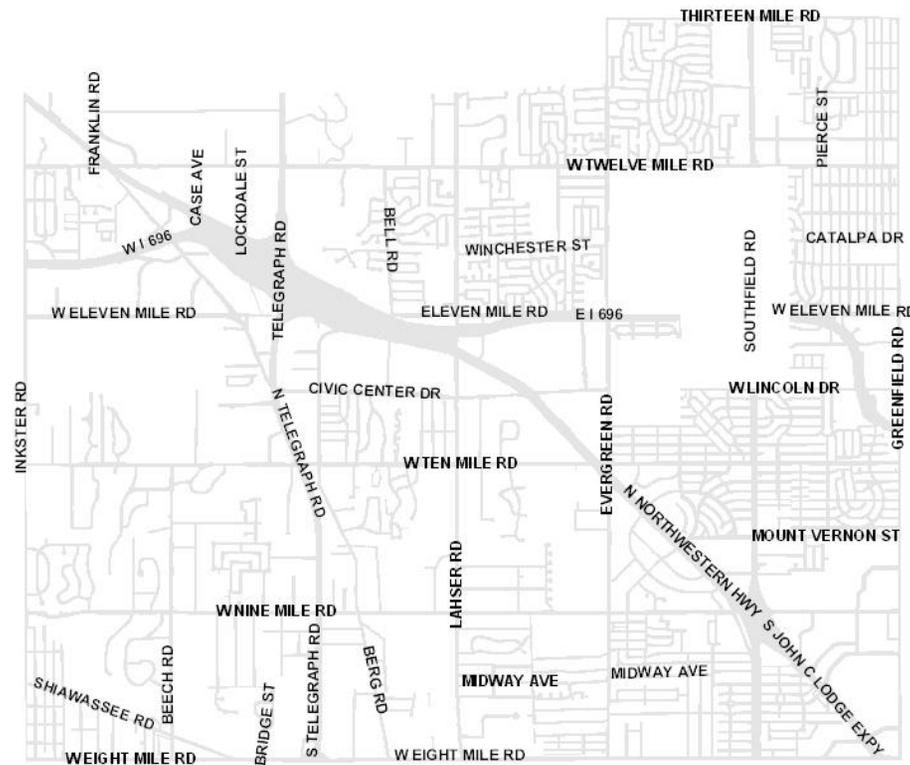 THIRTEEN MILE RD
FRANKLIN RD
CASE AVE
LOCKDALE ST
PIERCE ST
W TWELVE MILE RD
W I 696
TELEGRAPH RD
BELL RD
WINCHESTER ST
SOUTHFIELD RD
CATALPA DR
W ELEVEN MILE RD
ELEVEN MILE RD
E I 696
W ELEVEN MILE RD
GREENFIELD RD
CIVIC CENTER DR
W LINCOLN DR
INKSTER RD
N TELEGRAPH RD
W TEN MILE RD
EVERGREEN RD
N NORTHWESTERN HWY
MOUNT VERNON ST
LAHSER RD
W NINE MILE RD
S JOHN C LODGE EXPY
SHIAWASSEE RD
BEECH RD
BRIDGE ST
S TELEGRAPH RD
BERG RD
MIDWAY AVE
MIDWAY AVE
W EIGHT MILE RD
W EIGHT MILE RD